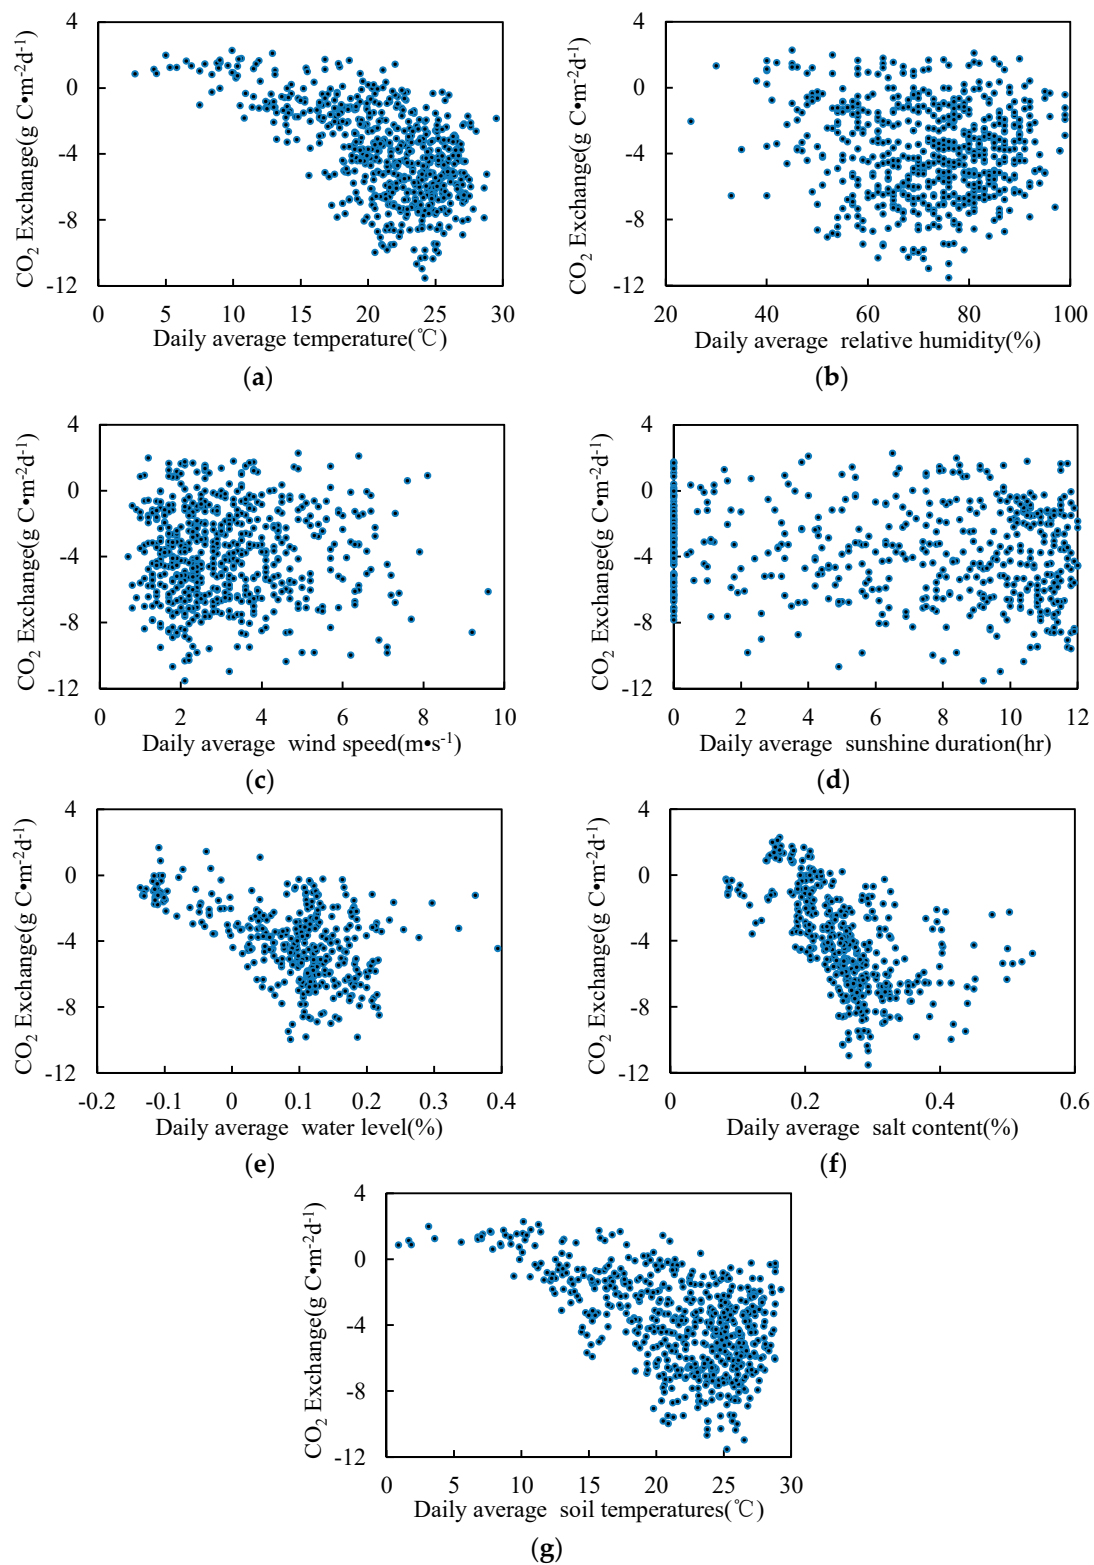 CO2 Exchange(g C•m-2d-1)
4
0
-4
-8
-12
0 5 10 15 20 25 30
Daily average temperature(℃)
(a)
CO2 Exchange(g C•m-2d-1)
4
0
-4
-8
-12
20 40 60 80 100
Daily average relative humidity(%)
(b)
CO2 Exchange(g C•m-2d-1)
4
0
-4
-8
-12
0 2 4 6 8 10
Daily average wind speed(m•s-1)
(c)
CO2 Exchange(g C•m-2d-1)
4
0
-4
-8
-12
0 2 4 6 8 10 12
Daily average sunshine duration(hr)
(d)
CO2 Exchange(g C•m-2d-1)
4
0
-4
-8
-12
-0.2 -0.1 0 0.1 0.2 0.3 0.4
Daily average water level(%)
(e)
CO2 Exchange(g C•m-2d-1)
4
0
-4
-8
-12
0 0.2 0.4 0.6
Daily average salt content(%)
(f)
CO2 Exchange(g C•m-2d-1)
4
0
-4
-8
-12
0 5 10 15 20 25 30
Daily average soil temperatures(℃)
(g)